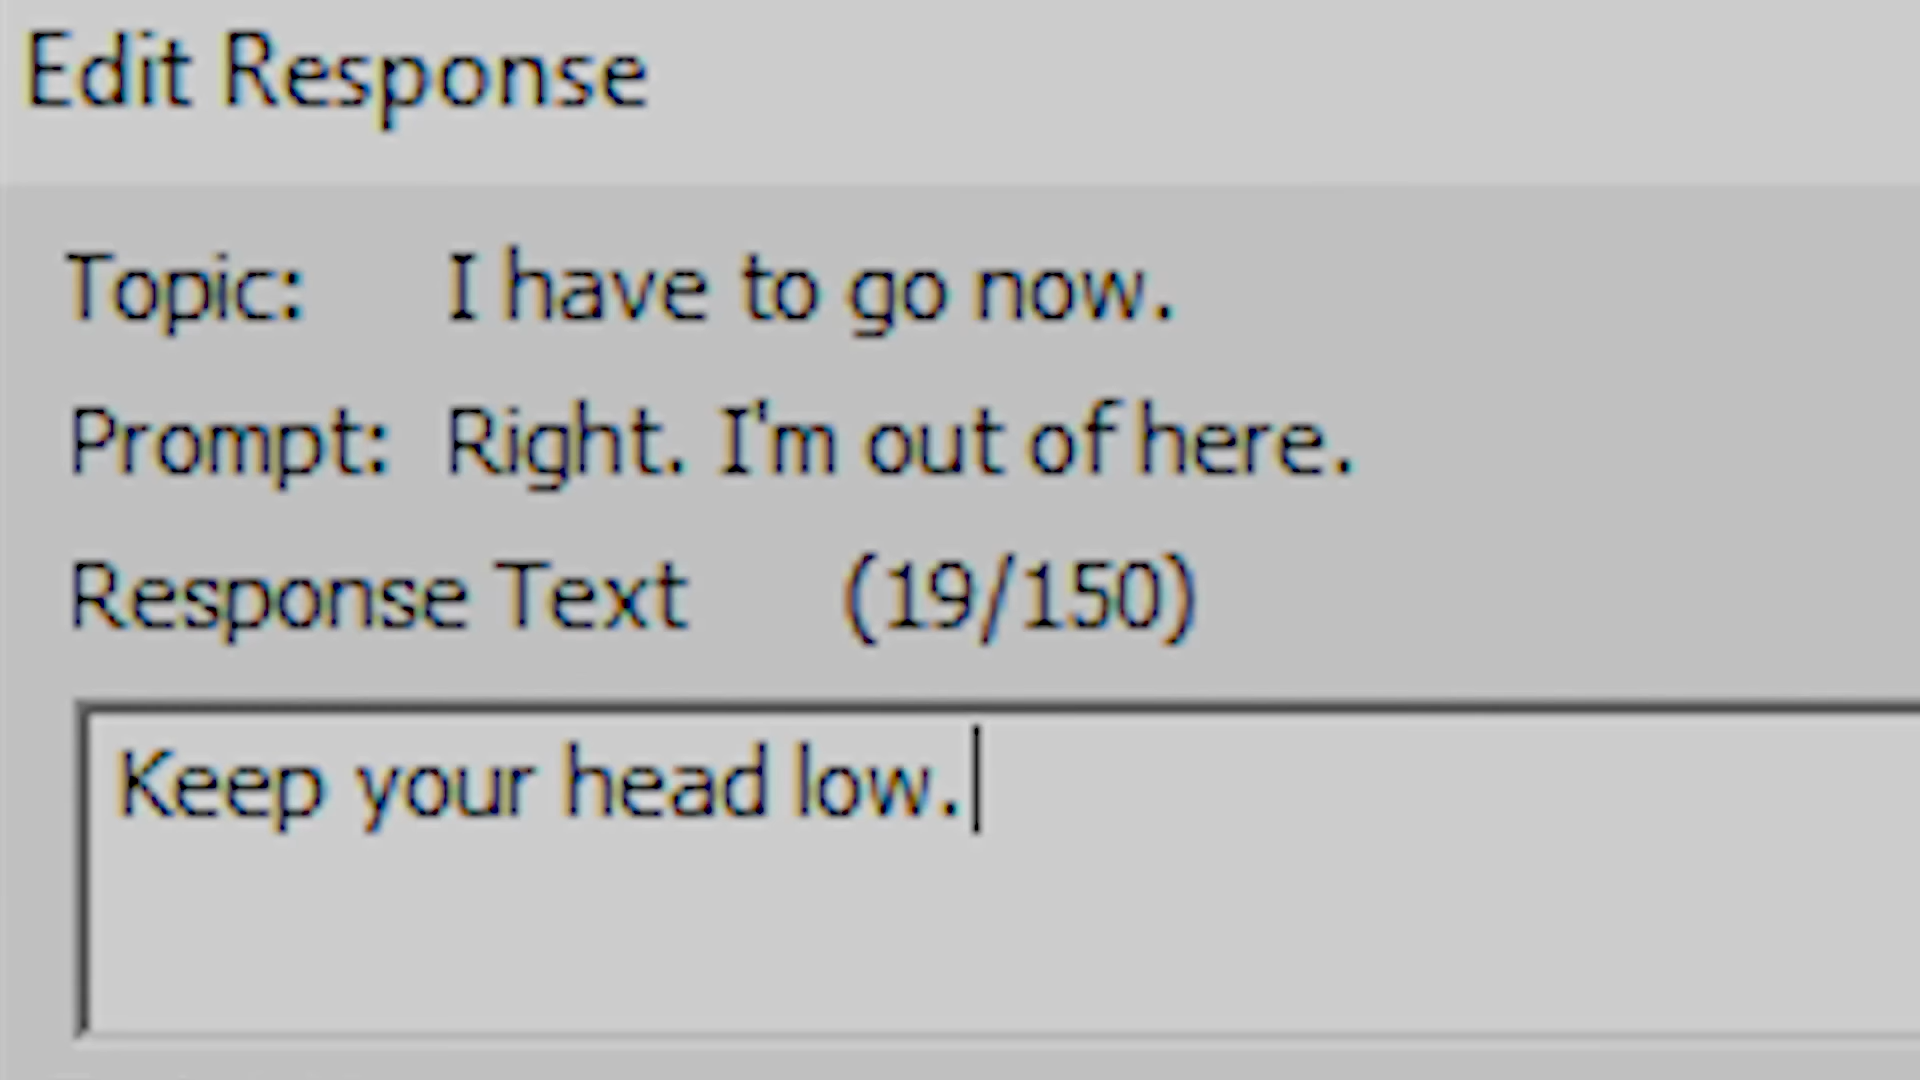 Edit Response
Topic: I have to go now.
Prompt: Right. I'm out of here.
Response Text (19/150)
Keep your head low.